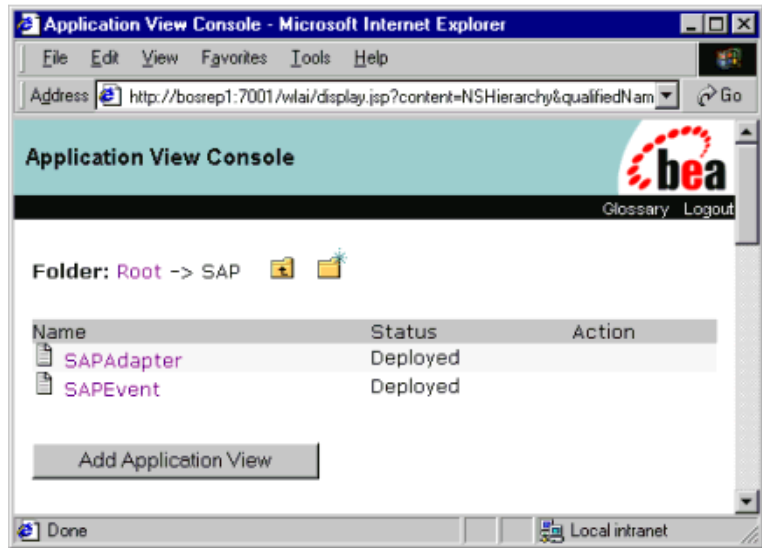 Application View Console - Microsoft Internet Explorer
File Edit View Favorites Tools Help
Address http://bosrep1:7001/wlai/display.jsp?content=NSHierarchy&qualifiedNam Go
Application View Console
bea
Glossary Logout
Folder: Root -> SAP
Name Status Action
SAPAdapter Deployed
SAPEvent Deployed
Add Application View
Done Local intranet